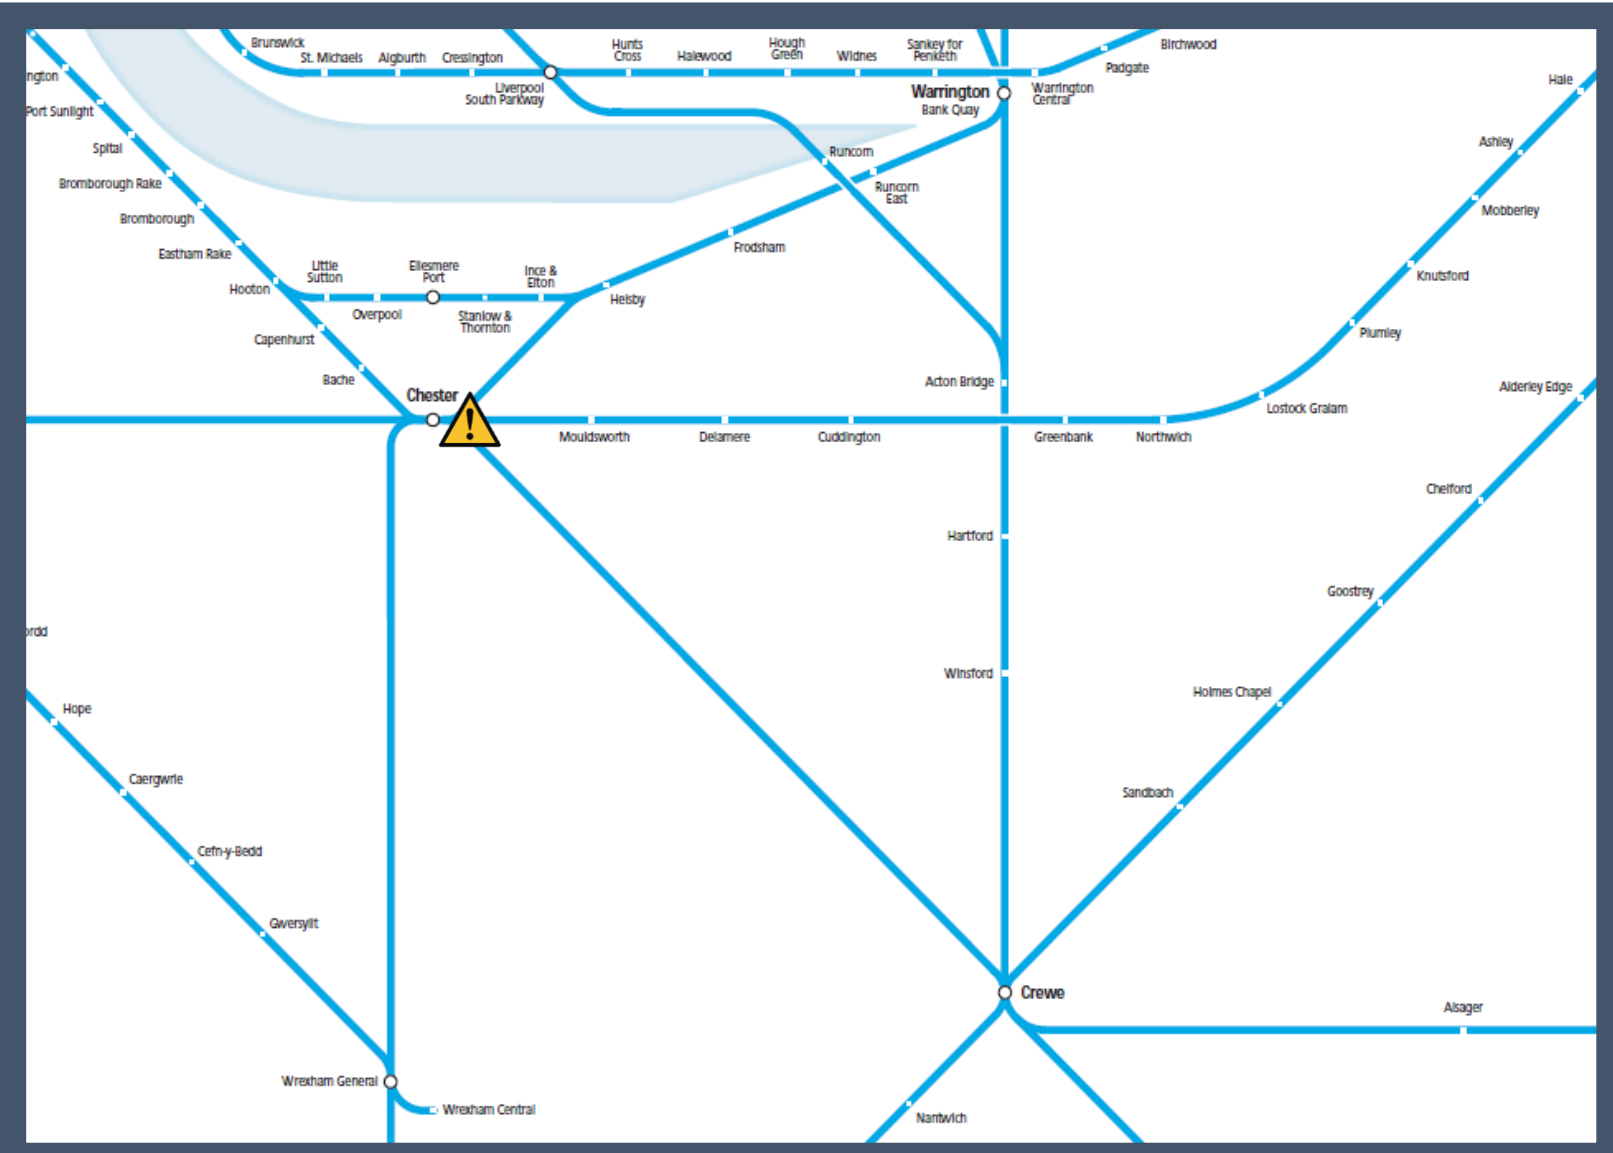 Brunswick
St. Michaels
Aigburth
Cressington
Hunts
Cross
Halewood
Hough
Green
Widnes
Sankey for
Penketh
Birchwood
Padgate
Liverpool
South Parkway
Warrington
Bank Quay
Warrington
Central
Hale
ngton
Port Sunlight
Spital
Bromborough Rake
Bromborough
Eastham Rake
Hooton
Little
Sutton
Overpool
Ellesmere
Port
Stanlow &
Thornton
Ince &
Elton
Helsby
Frodsham
Runcorn
Runcorn
East
Ashley
Mobberley
Knutsford
Plumley
Lostock Gralam
Alderley Edge
Capenhurst
Bache
Chester
!
Mouldsworth
Delamere
Cuddington
Acton Bridge
Greenbank
Northwich
Chelford
Hartford
Goostrey
ordd
Winsford
Holmes Chapel
Hope
Caergwrle
Sandbach
Cefn-y-Bedd
Gwersyllt
Crewe
Alsager
Wrexham General
Wrexham Central
Nantwich